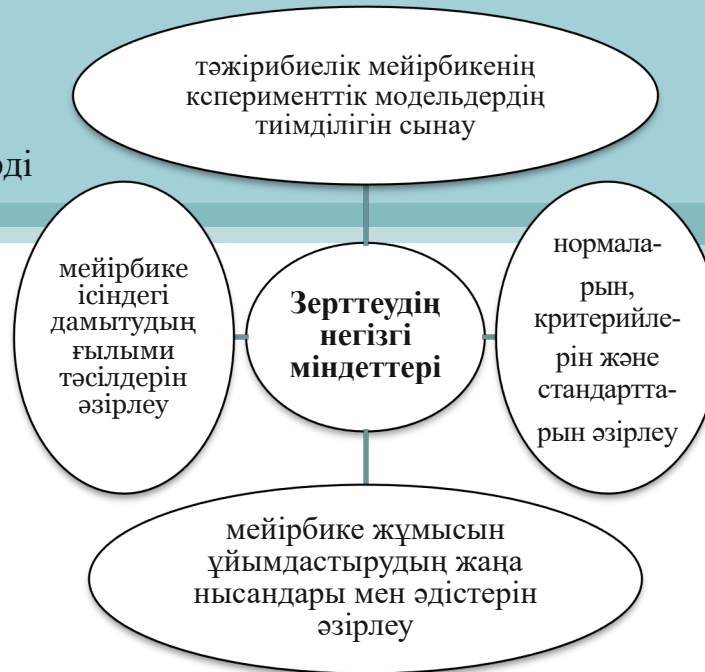 тәжірибиелік мейірбикенің
ксперименттік модельдердің
тиімділігін сынау
мейірбике
ісіндегі
дамытудың
ғылыми
тәсілдерін
әзірлеу
Зерттеудің
негізгі
міндеттері
нормала-
рын,
критерийле-
рін және
стандартта-
рын әзірлеу
мейірбике жұмысын
ұйымдастырудың жаңа
нысандары мен әдістерін
әзірлеу